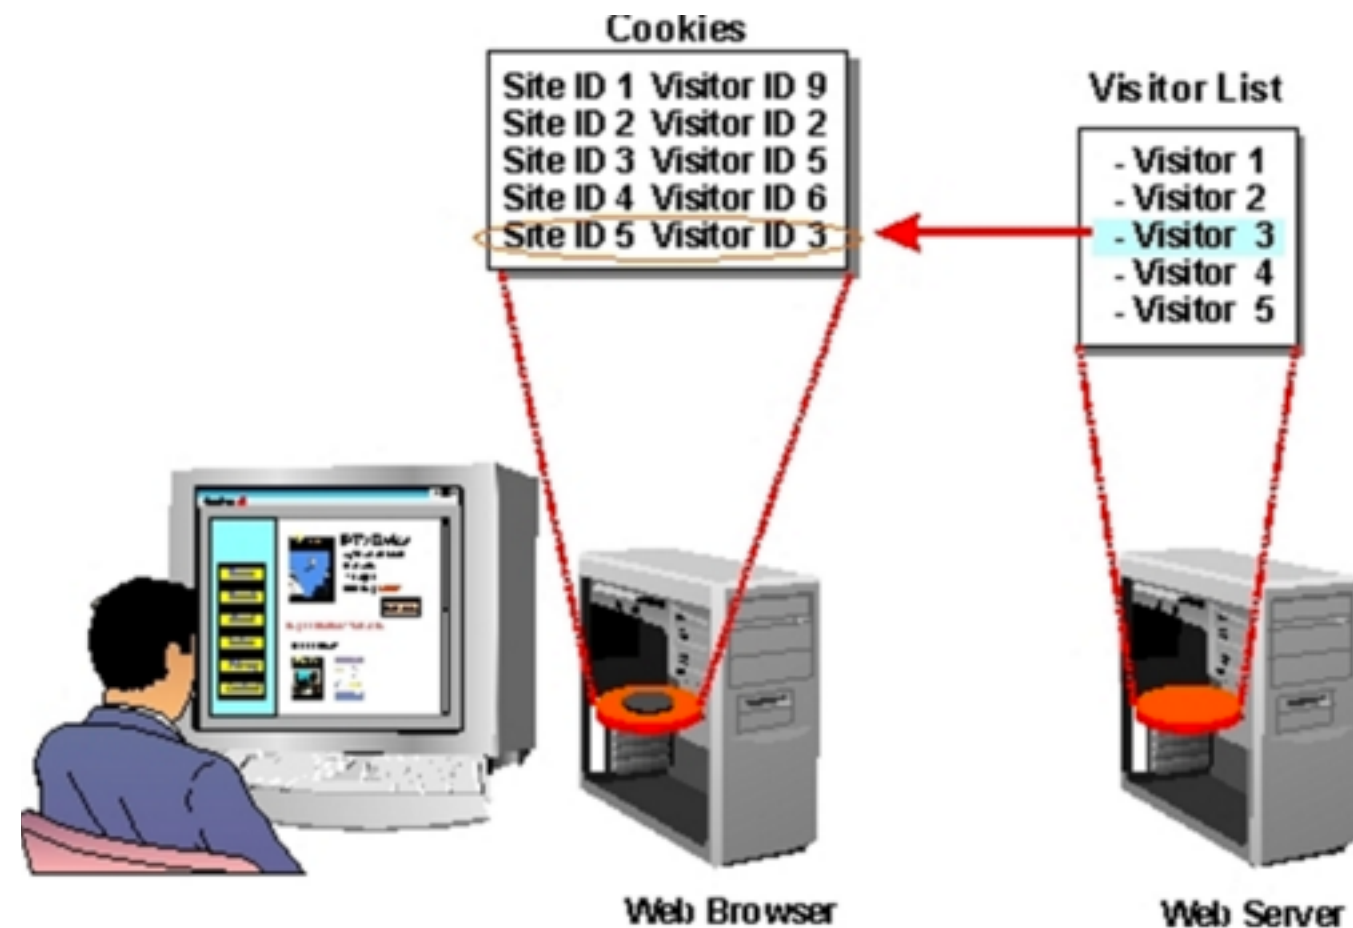 Cookies
Site ID 1 Visitor ID 9
Site ID 2 Visitor ID 2
Site ID 3 Visitor ID 5
Site ID 4 Visitor ID 6
Site ID 5 Visitor ID 3
Visitor List
- Visitor 1
- Visitor 2
- Visitor 3
- Visitor 4
- Visitor 5
Web Browser
Web Server